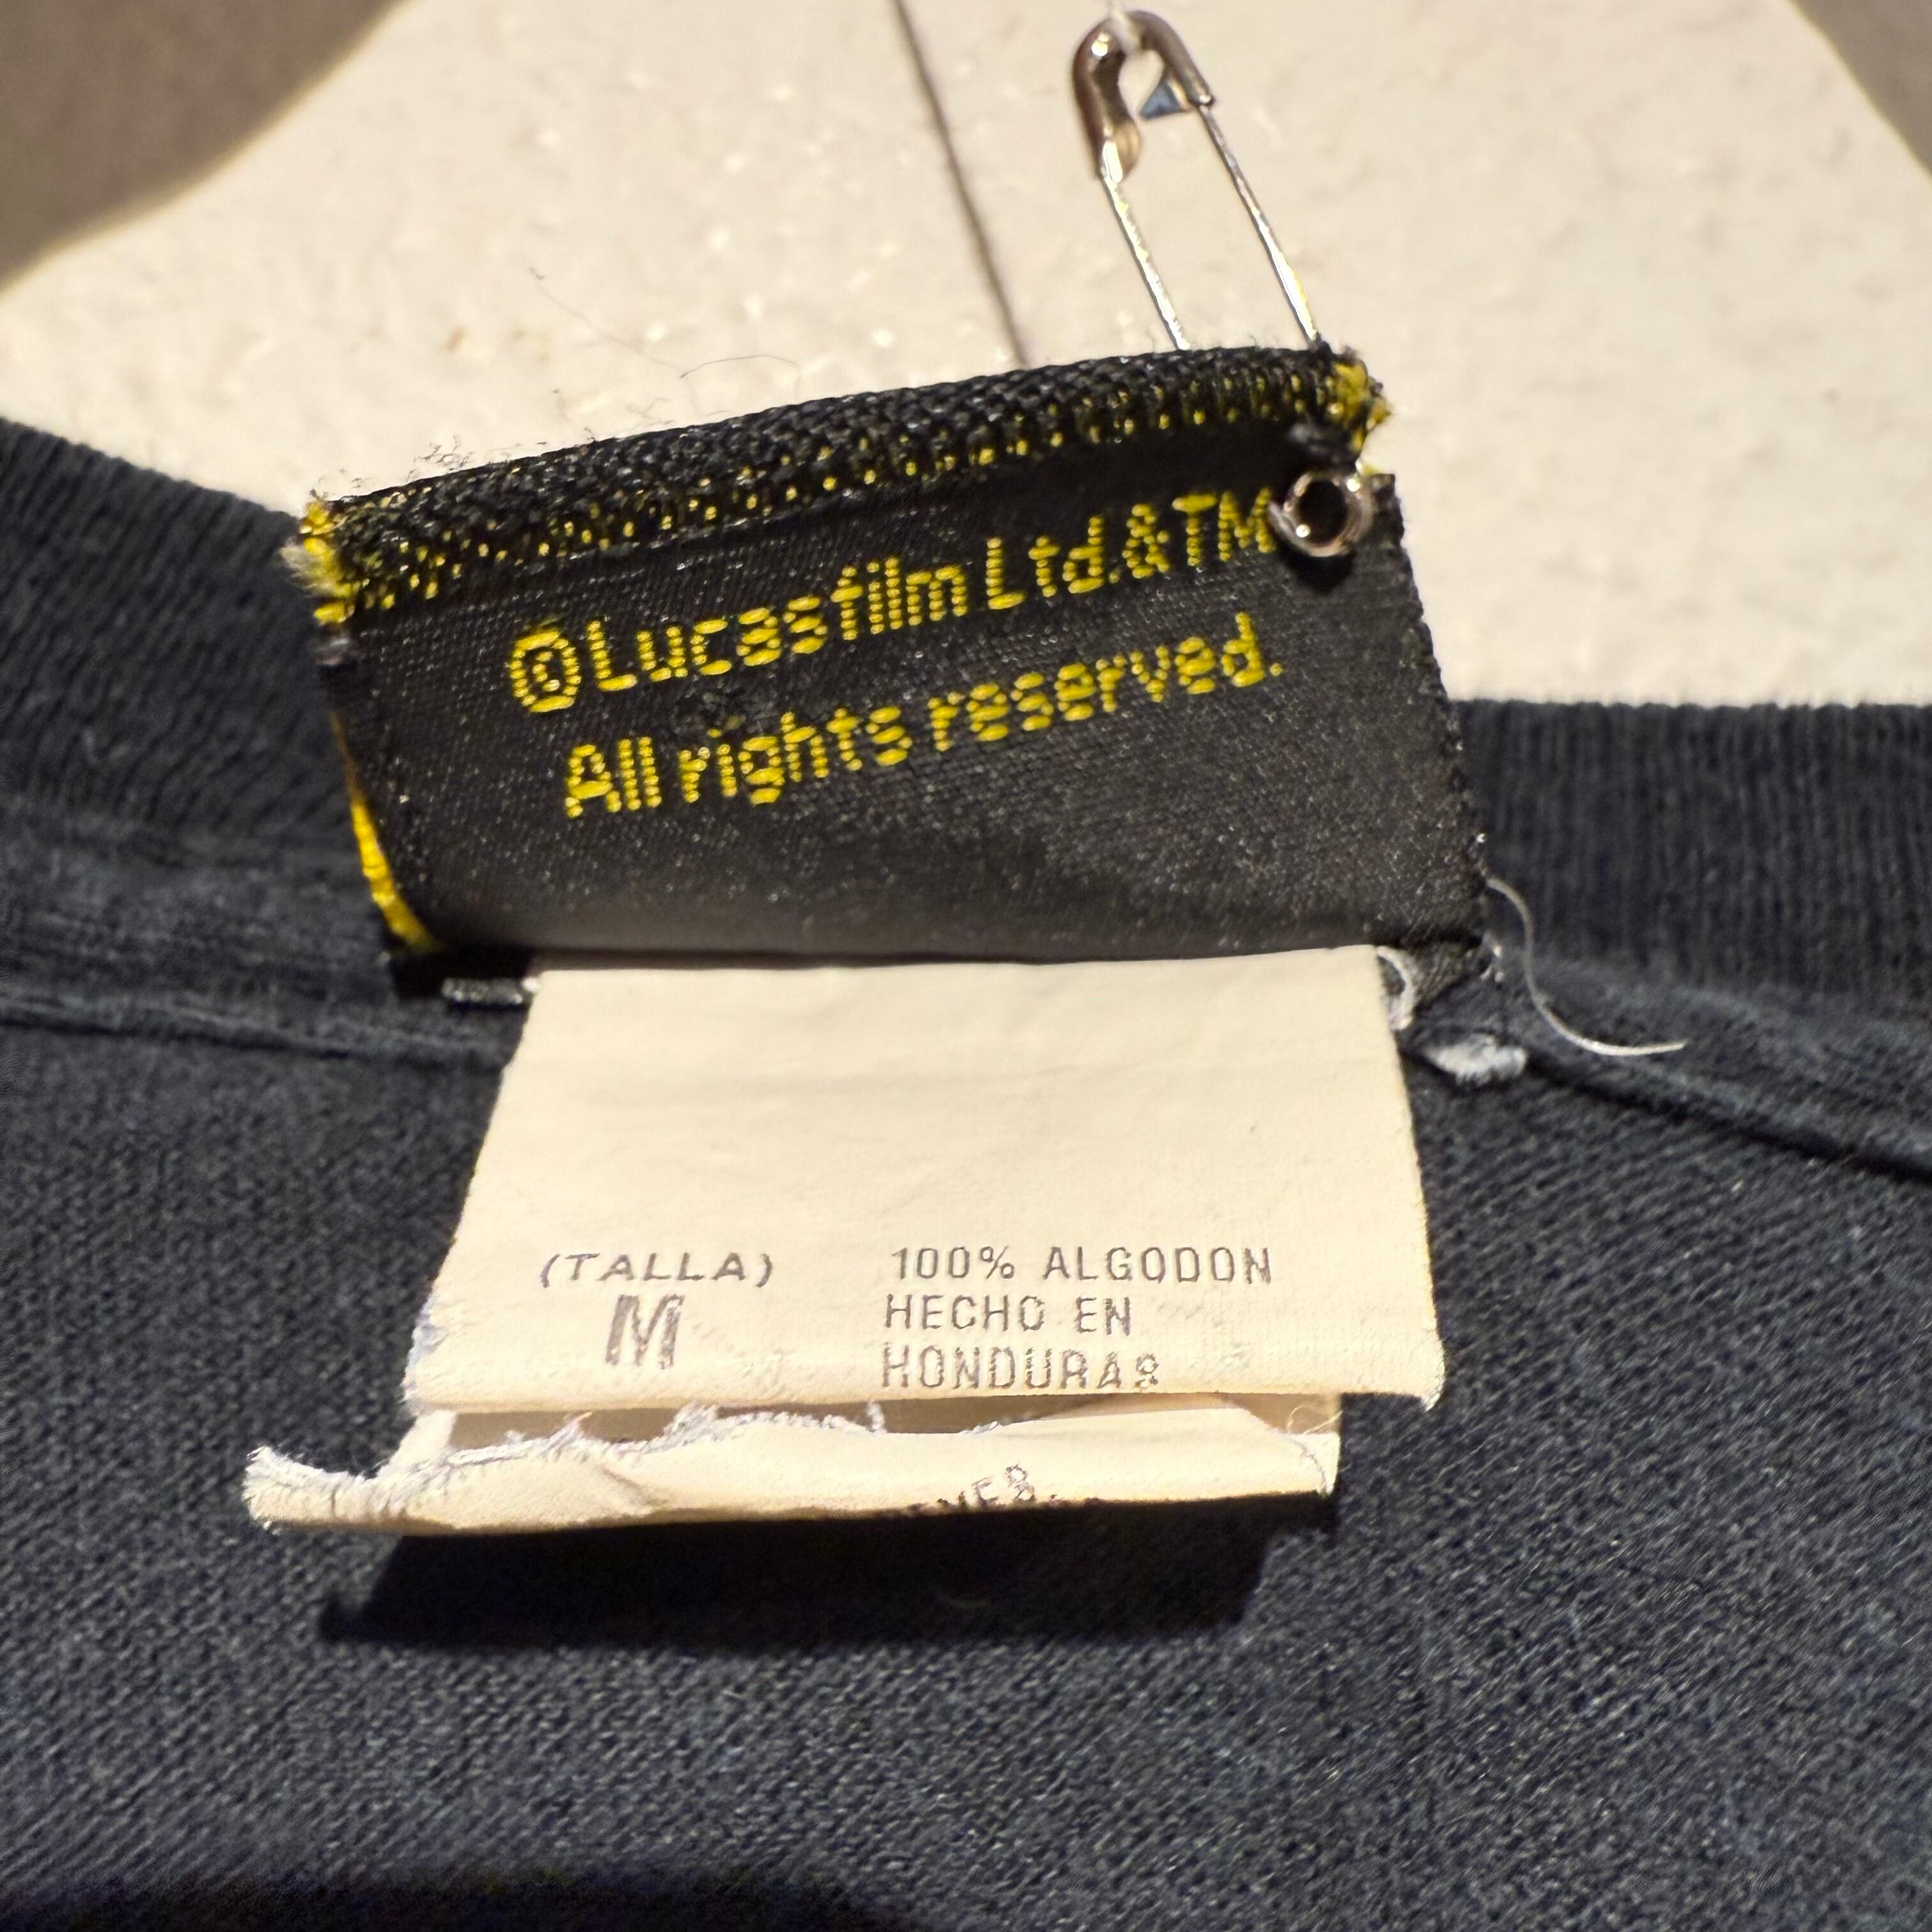 ©Lucasfilm Ltd.&TM
All rights reserved.
(TALLA)
M
100% ALGODON
HECHO EN
HONDURAS